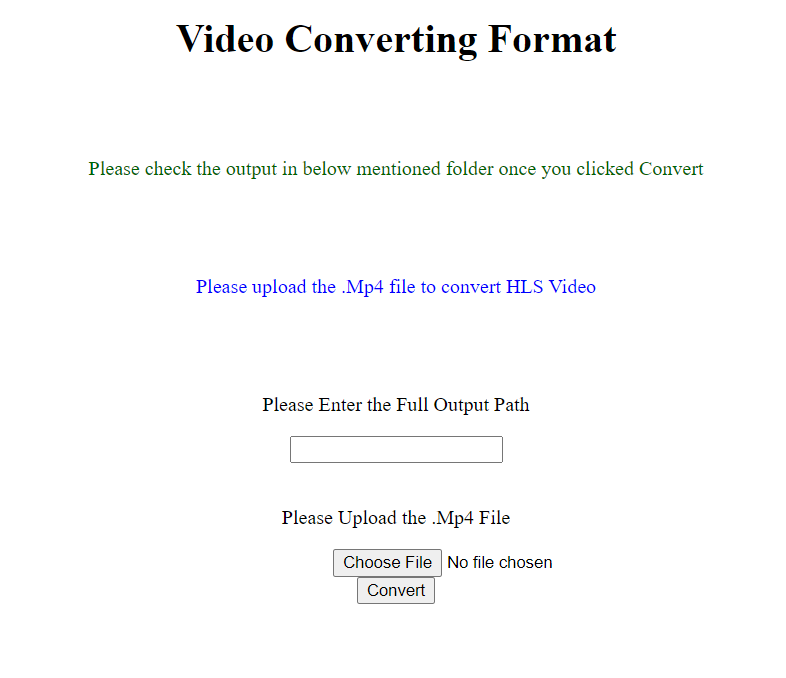 Video Converting Format
Please check the output in below mentioned folder once you clicked Convert
Please upload the .Mp4 file to convert HLS Video
Please Enter the Full Output Path
Please Upload the .Mp4 File
Choose File No file chosen
Convert